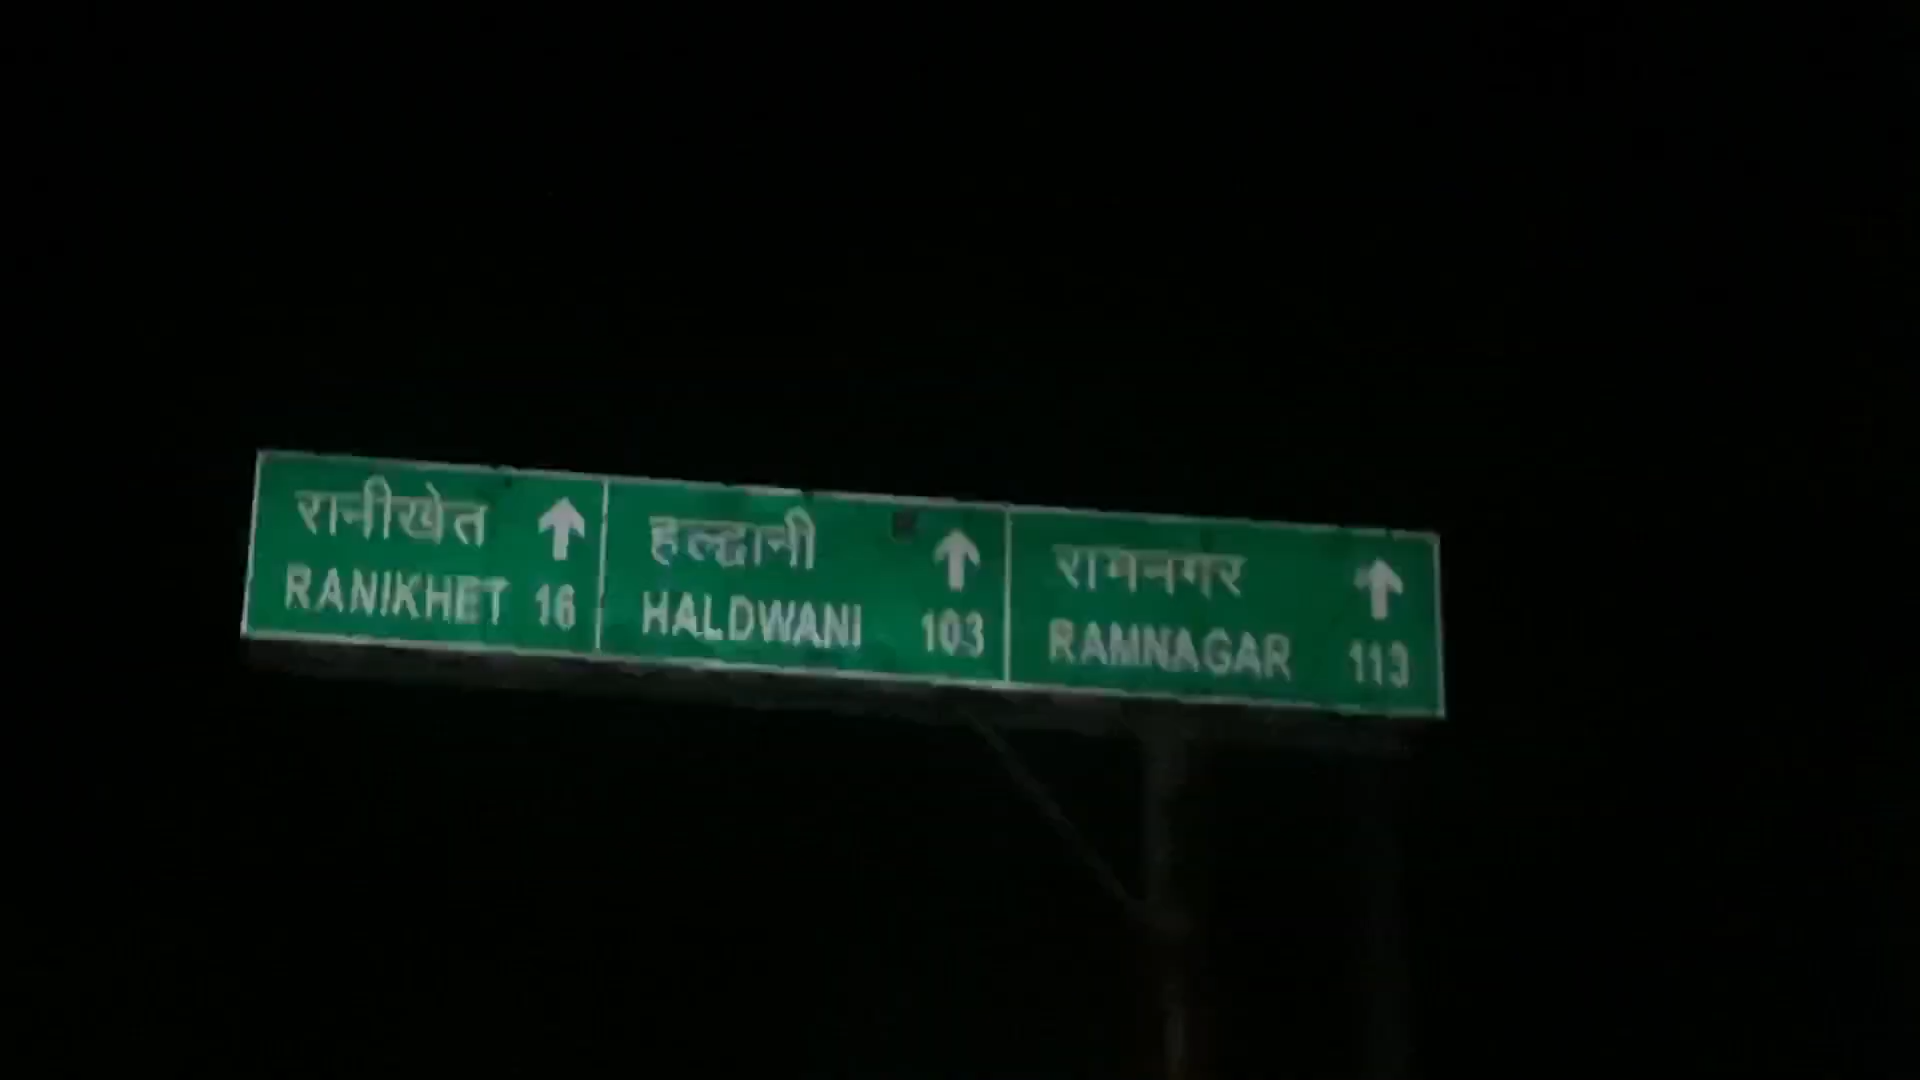 रानीखेत ↑
RANIKHET 16
हल्द्वानी ↑
HALDWANI 103
रामनगर ↑
RAMNAGAR 113